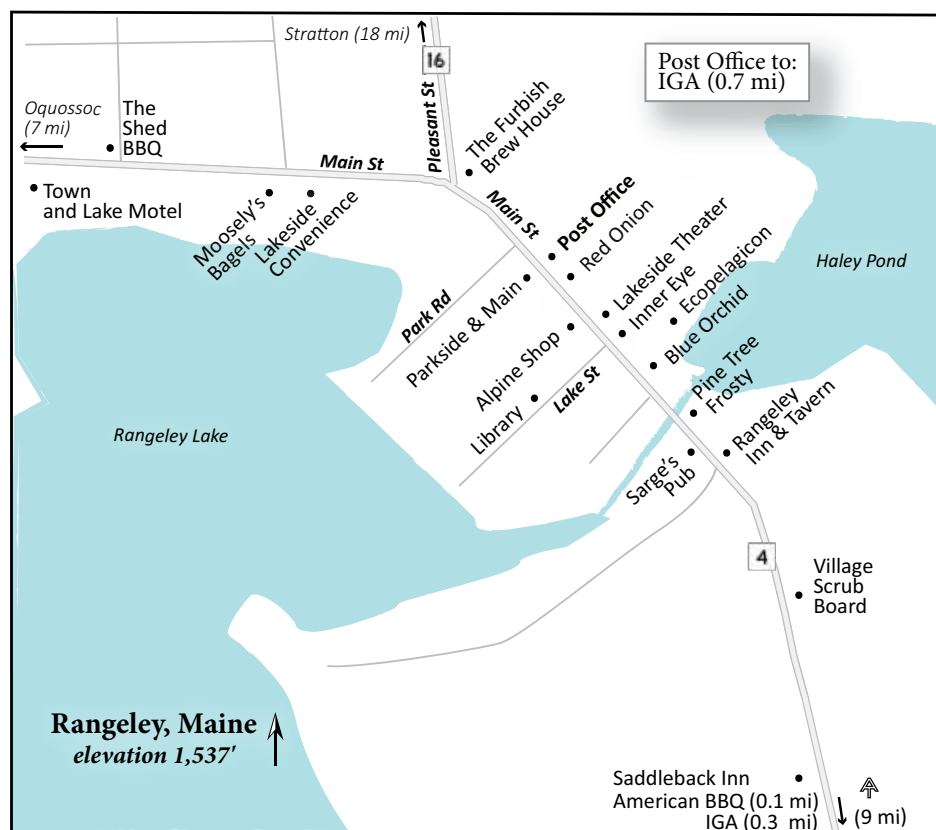 Stratton (18 mi)
16
Post Office to:
IGA (0.7 mi)
Oquossoc
(7 mi)
The
Shed
BBQ
Pleasant St
The Furbish
Brew House
Main St
Town
and Lake Motel
Moosely's
Bagels
Lakeside
Convenience
Main St
Post Office
Red Onion
Lakeside Theater
Inner Eye
Ecopelagicon
Blue Orchid
Haley Pond
Park Rd
Parkside & Main
Alpine Shop
Library
Lake St
Pine Tree
Frosty
Rangeley
Inn & Tavern
Sarge's
Pub
Rangeley Lake
4
Village
Scrub
Board
Rangeley, Maine
elevation 1,537'
Saddleback Inn
American BBQ (0.1 mi)
IGA (0.3 mi)
(9 mi)